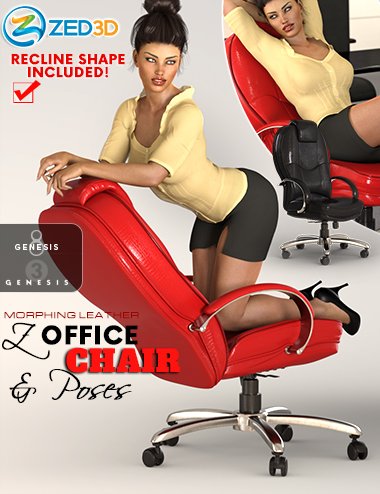 ZED3D
RECLINE SHAPE
INCLUDED!
8
GENESIS
3
GENESIS
MORPHING LEATHER
Z OFFICE
CHAIR
& Poses